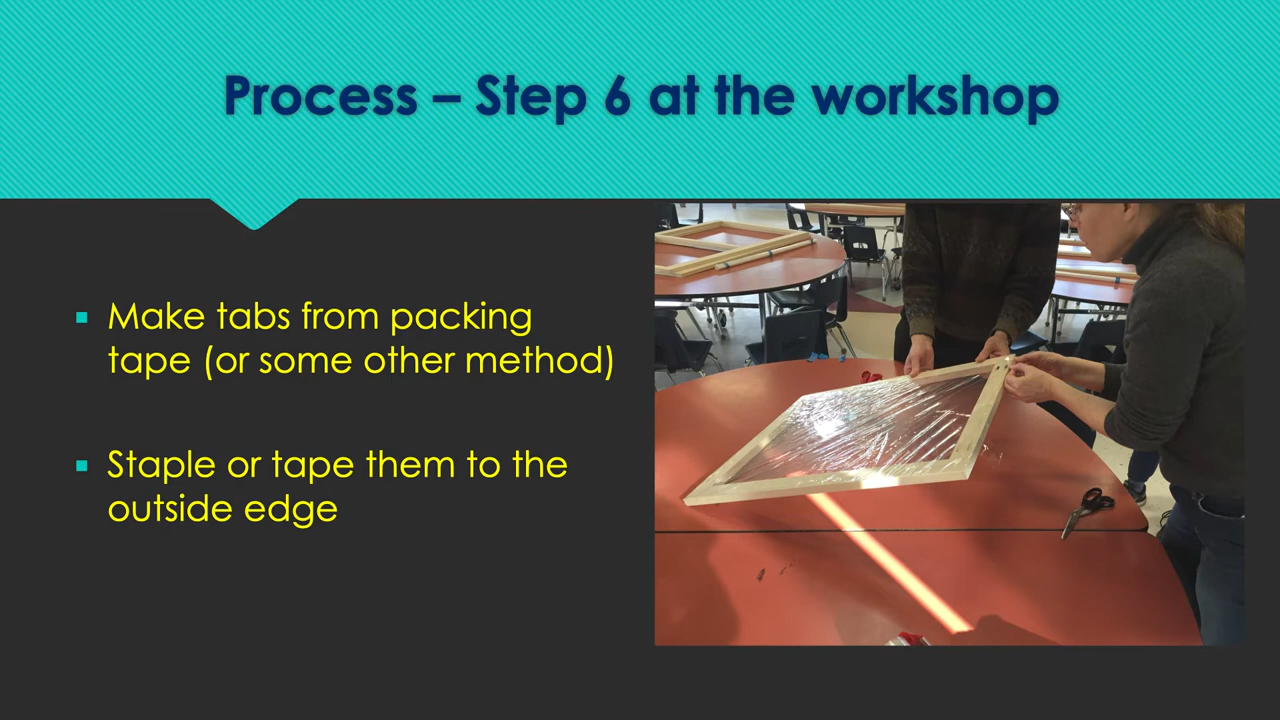 Process – Step 6 at the workshop
▪ Make tabs from packing
tape (or some other method)
▪ Staple or tape them to the
outside edge